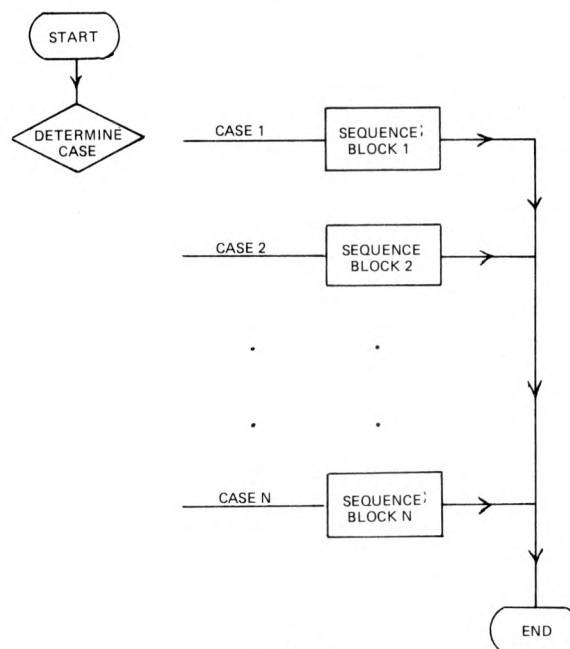 START
DETERMINE
CASE
CASE 1
SEQUENCE
BLOCK 1
CASE 2
SEQUENCE
BLOCK 2
CASE N
SEQUENCE
BLOCK N
END